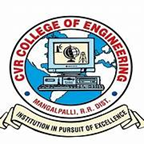 CVR COLLEGE OF ENGINEERING
MANGALPALLI, R.R. DIST.
INSTITUTION IN PURSUIT OF EXCELLENCE